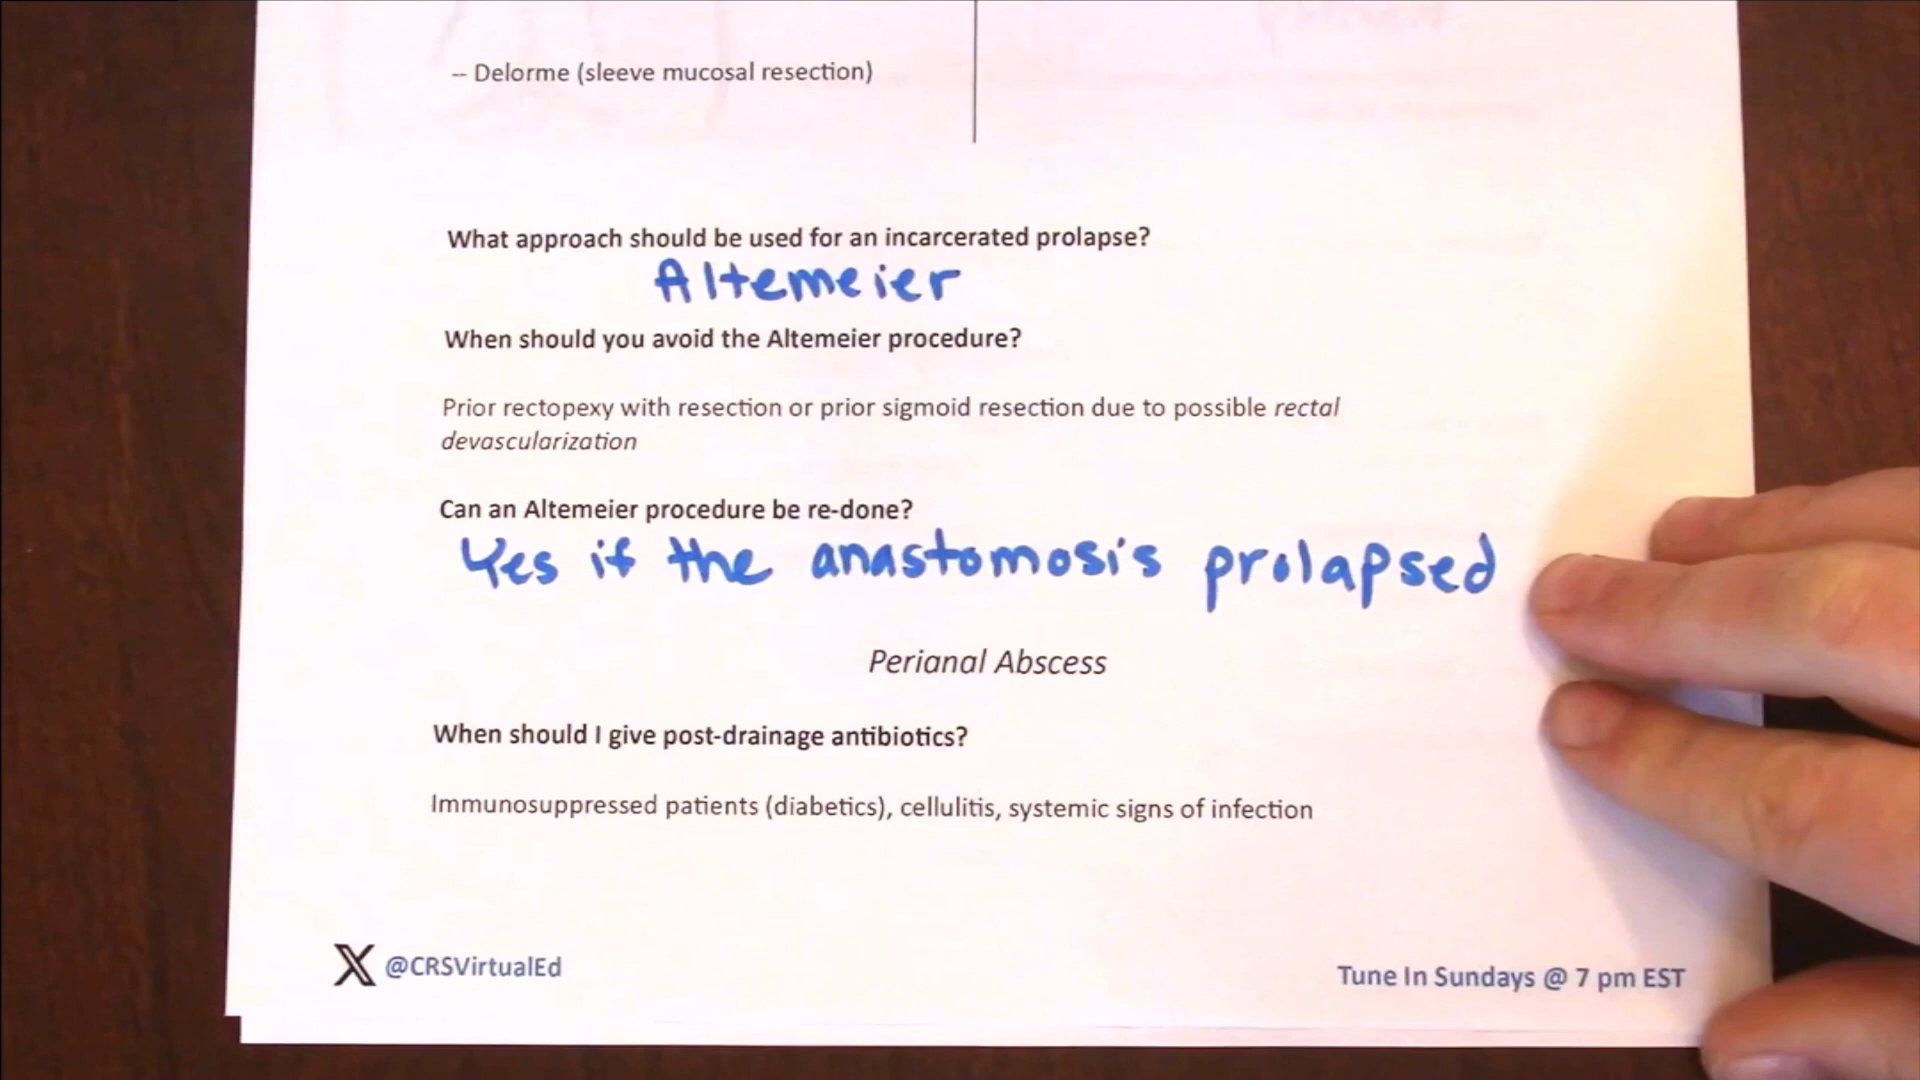 -- Delorme (sleeve mucosal resection)
What approach should be used for an incarcerated prolapse?
Altemeier
When should you avoid the Altemeier procedure?
Prior rectopexy with resection or prior sigmoid resection due to possible rectal
devascularization
Can an Altemeier procedure be re-done?
Yes if the anastomosis prolapsed
Perianal Abscess
When should I give post-drainage antibiotics?
Immunosuppressed patients (diabetics), cellulitis, systemic signs of infection
X @CRSVirtualEd
Tune In Sundays @ 7 pm EST